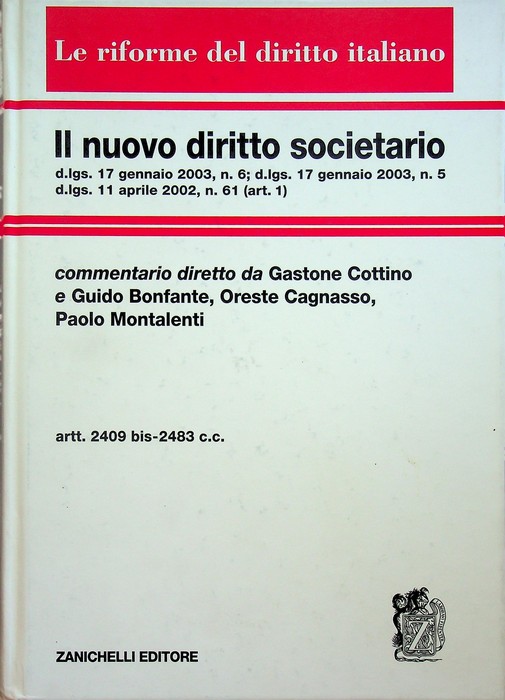 Le riforme del diritto italiano
Il nuovo diritto societario
d.lgs. 17 gennaio 2003, n. 6; d.lgs. 17 gennaio 2003, n. 5
d.lgs. 11 aprile 2002, n. 61 (art. 1)
commentario diretto da Gastone Cottino
e Guido Bonfante, Oreste Cagnasso,
Paolo Montalenti
artt. 2409 bis-2483 c.c.
Z
ZANICHELLI EDITORE